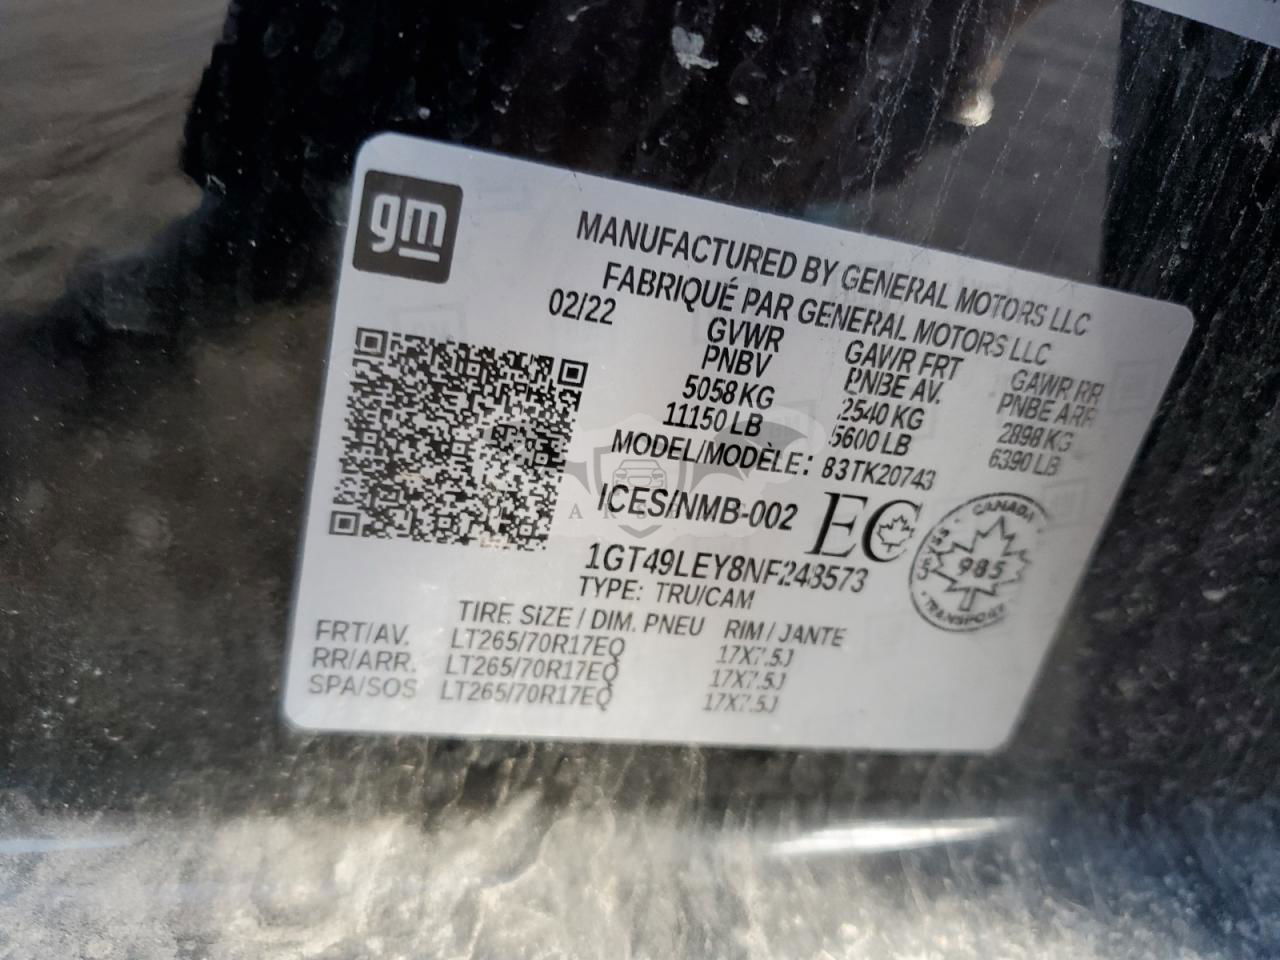 gm
MANUFACTURED BY GENERAL MOTORS LLC
FABRIQUÉ PAR GENERAL MOTORS LLC
02/22 GVWR GAWR FRT GAWR RR
PNBV PNBE AV. PNBE ARR
5058 KG 2540 KG 2898 KG
11150 LB 5600 LB 6390 LB
MODEL/MODÈLE: 83TK20743
ICES/NMB-002 EC
CANADA
985
TRANSPORT
1GT49LEY8NF248573
TYPE: TRU/CAM
TIRE SIZE / DIM. PNEU RIM / JANTE
FRT/AV. LT265/70R17EQ 17X7.5J
RR/ARR. LT265/70R17EQ 17X7.5J
SPA/SOS LT265/70R17EQ 17X7.5J